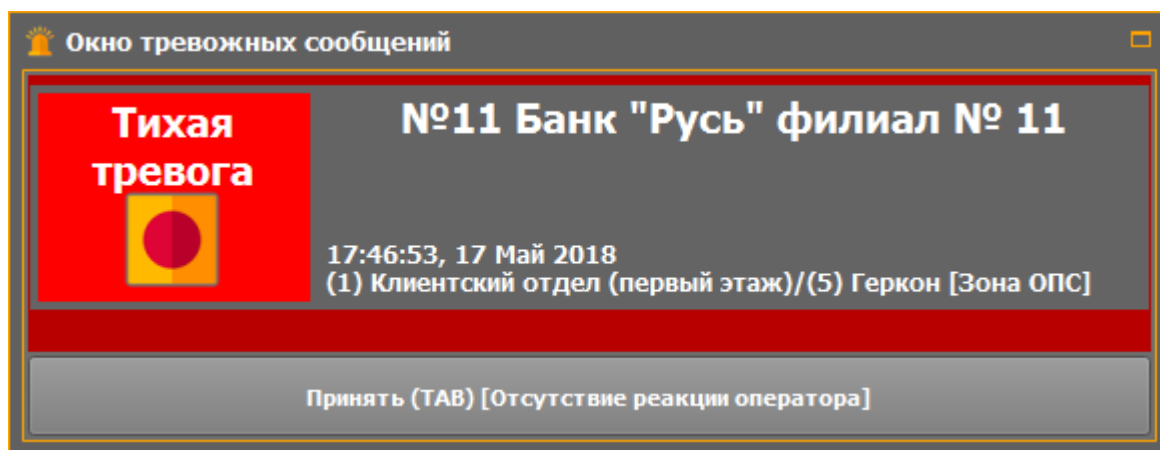 Окно тревожных сообщений
Тихая
тревога
№11 Банк "Русь" филиал № 11
17:46:53, 17 Май 2018
(1) Клиентский отдел (первый этаж)/(5) Геркон [Зона ОПС]
Принять (TAB) [Отсутствие реакции оператора]